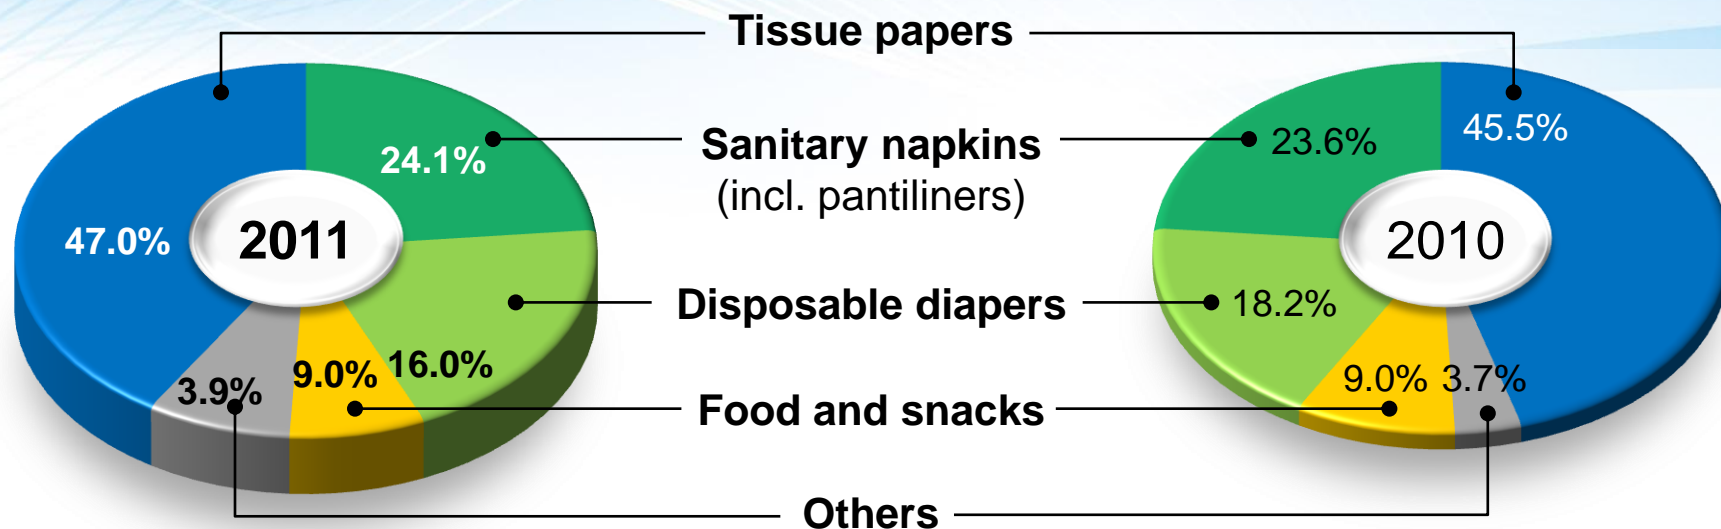 Tissue papers
24.1%
Sanitary napkins
(incl. pantiliners)
23.6%
45.5%
47.0%
2011
2010
Disposable diapers
18.2%
16.0%
9.0%
3.9%
9.0%
3.7%
Food and snacks
Others